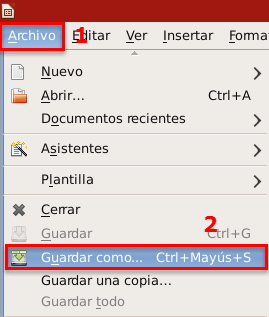 Archivo 1 Editar Ver Insertar Forma
Nuevo
Abrir... Ctrl+A
Documentos recientes
Asistentes
Plantilla
Cerrar
2
Guardar Ctrl+G
Guardar como... Ctrl+Mayús+S
Guardar una copia...
Guardar todo